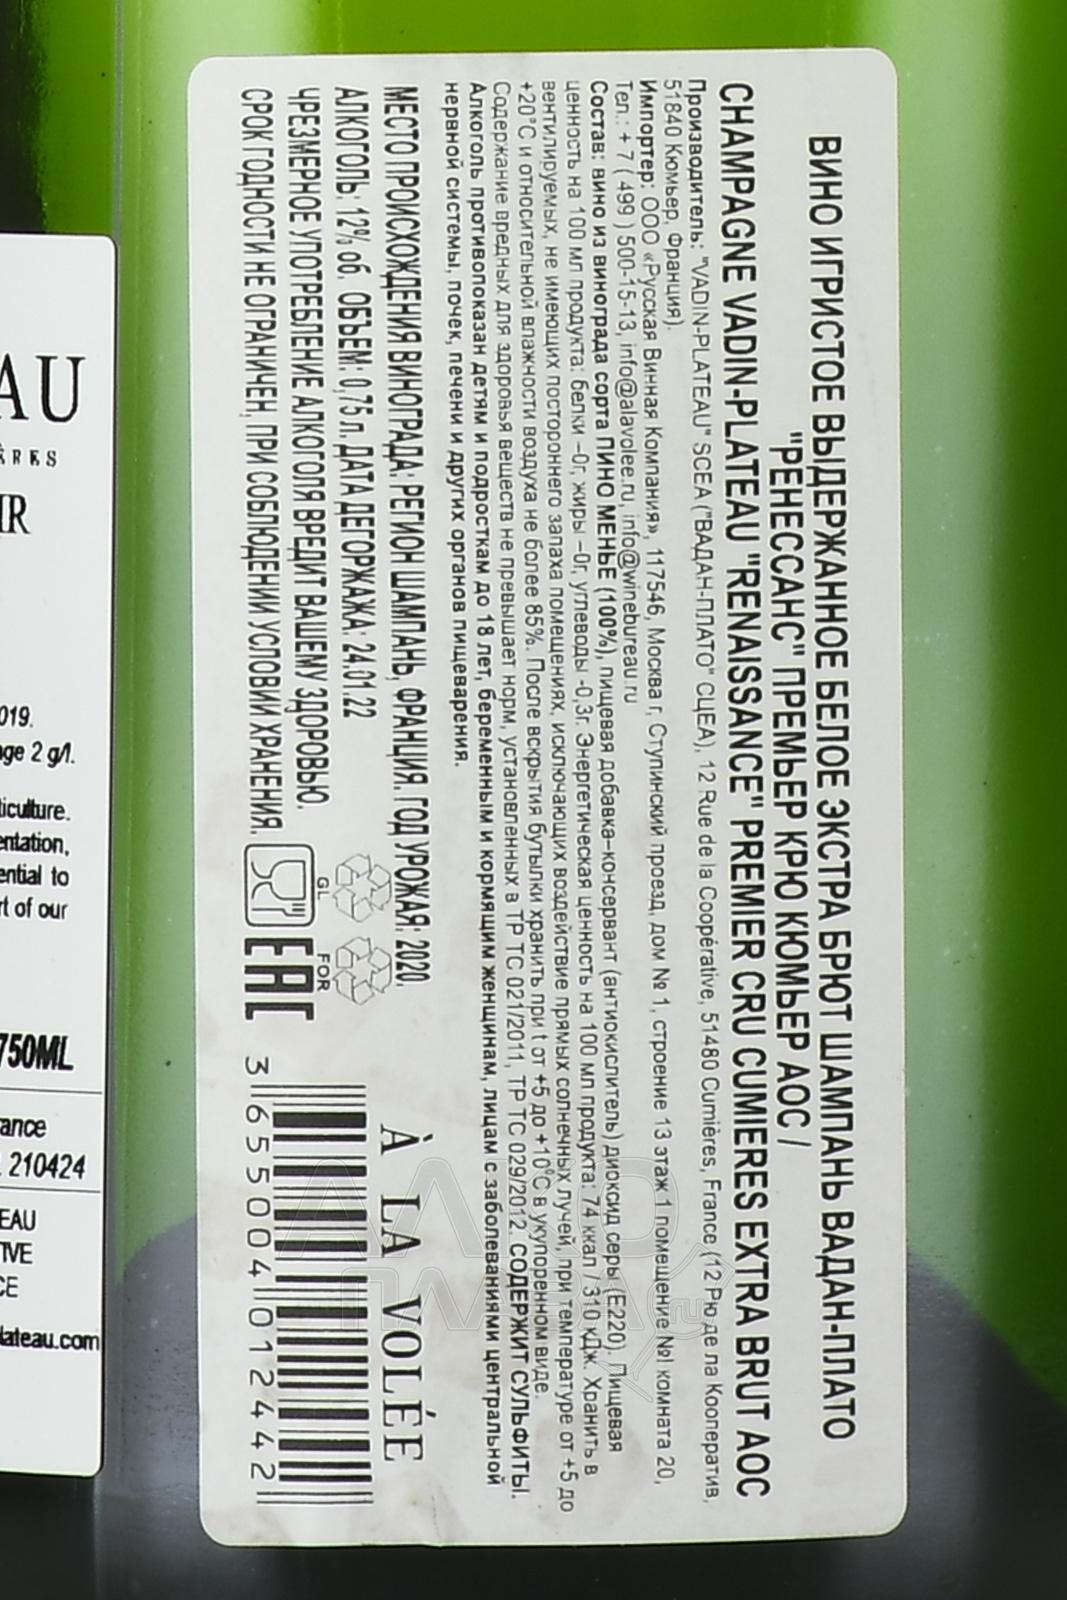 ВИНО ИГРИСТОЕ ВЫДЕРЖАННОЕ БЕЛОЕ ЭКСТРА БРЮТ ШАМПАНЬ ВАДАН-ПЛАТО
"РЕНЕССАНС" ПРЕМЬЕР КРЮ КЮМЬЕР АОС /
CHAMPAGNE VADIN-PLATEAU "RENAISSANCE" PREMIER CRU CUMIERES EXTRA BRUT AOC
Производитель: "VADIN-PLATEAU" SCEA ("ВАДАН-ПЛАТО" СЦЕА), 12 Rue de la Coopérative, 51480 Cumières, France (12 Рю де ла Кооператив,
51840 Кюмьер, Франция).
Импортер: ООО «Русская Винная Компания», 117546, Москва г, Ступинский проезд, дом № 1, строение 13 этаж 1 помещение №I комната 20,
Тел.: + 7 ( 499 ) 500-15-13, info@alavolee.ru, info@winebureau.ru
Состав: вино из винограда сорта ПИНО МЕНЬЕ (100%), пищевая добавка-консервант (антиокислитель) диоксид серы (Е220). Пищевая
ценность на 100 мл продукта: белки –0г, жиры –0г, углеводы -0,3г. Энергетическая ценность на 100 мл продукта: 74 ккал / 310 кДж. Хранить в
вентилируемых, не имеющих постороннего запаха помещениях, исключающих воздействие прямых солнечных лучей, при температуре от +5 до
+20°С и относительной влажности воздуха не более 85%. После вскрытия бутылки хранить при t от +5 до +10°С в укупоренном виде.
Содержание вредных для здоровья веществ не превышает норм, установленных в ТР ТС 021/2011, ТР ТС 029/2012. СОДЕРЖИТ СУЛЬФИТЫ.
Алкоголь противопоказан детям и подросткам до 18 лет, беременным и кормящим женщинам, лицам с заболеваниями центральной
нервной системы, почек, печени и других органов пищеварения.
МЕСТО ПРОИСХОЖДЕНИЯ ВИНОГРАДА: РЕГИОН ШАМПАНЬ, ФРАНЦИЯ. ГОД УРОЖАЯ: 2020.
АЛКОГОЛЬ: 12% об. ОБЪЕМ: 0,75 л. ДАТА ДЕГОРЖАЖА: 24.01.22
ЧРЕЗМЕРНОЕ УПОТРЕБЛЕНИЕ АЛКОГОЛЯ ВРЕДИТ ВАШЕМУ ЗДОРОВЬЮ.
СРОК ГОДНОСТИ НЕ ОГРАНИЧЕН, ПРИ СОБЛЮДЕНИИ УСЛОВИИ ХРАНЕНИЯ.
GL
FOR
EAC
À LA VOLÉE
3 655004 012442
AU
ÈRES
IR
019.
age 2 g/l.
ticulture.
entation,
ential to
rt of our
750ML
ance
210424
EAU
TIVE
CE
lateau.com
АЛКО
ПЛАЗА
.ru